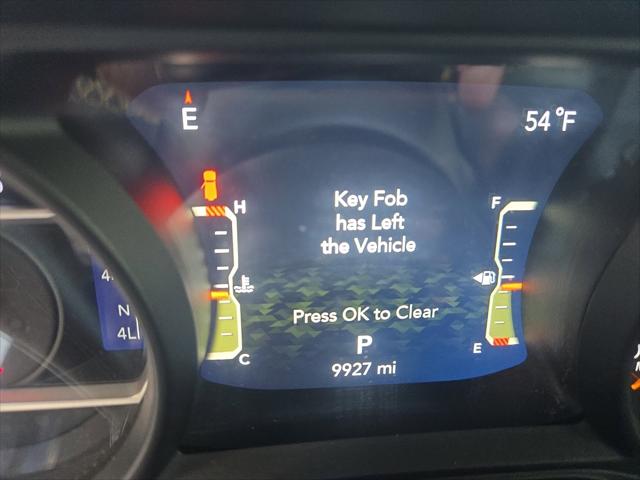 E
54°F
H
F
Key Fob
has Left
the Vehicle
Press OK to Clear
N
4L
P
C
E
9927 mi